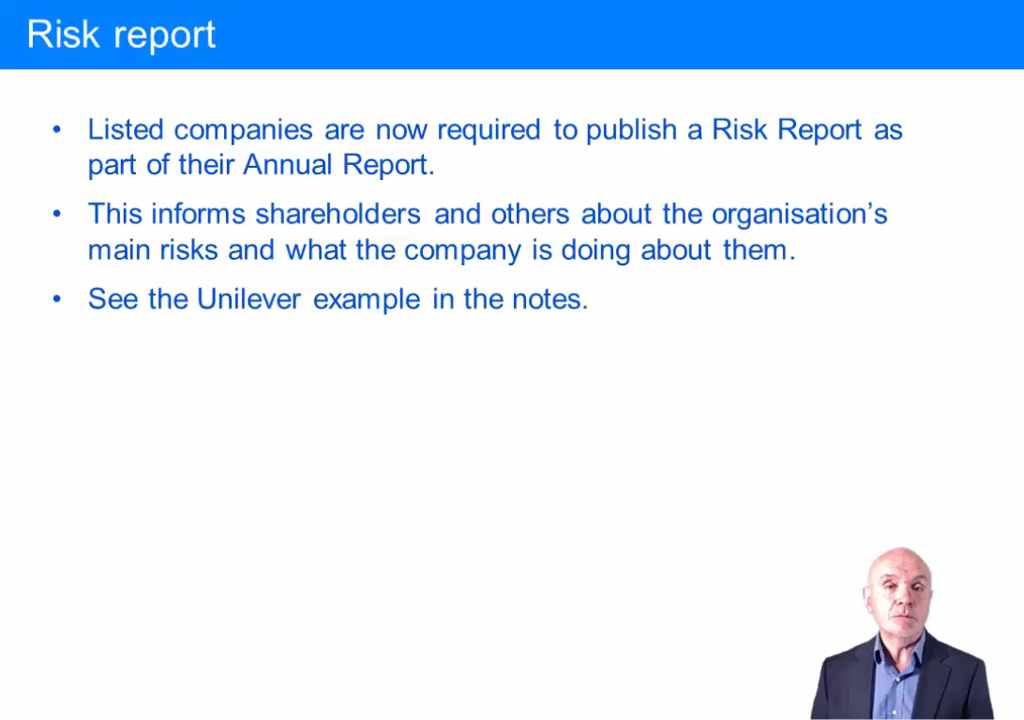 Risk report
• Listed companies are now required to publish a Risk Report as
part of their Annual Report.
• This informs shareholders and others about the organisation’s
main risks and what the company is doing about them.
• See the Unilever example in the notes.